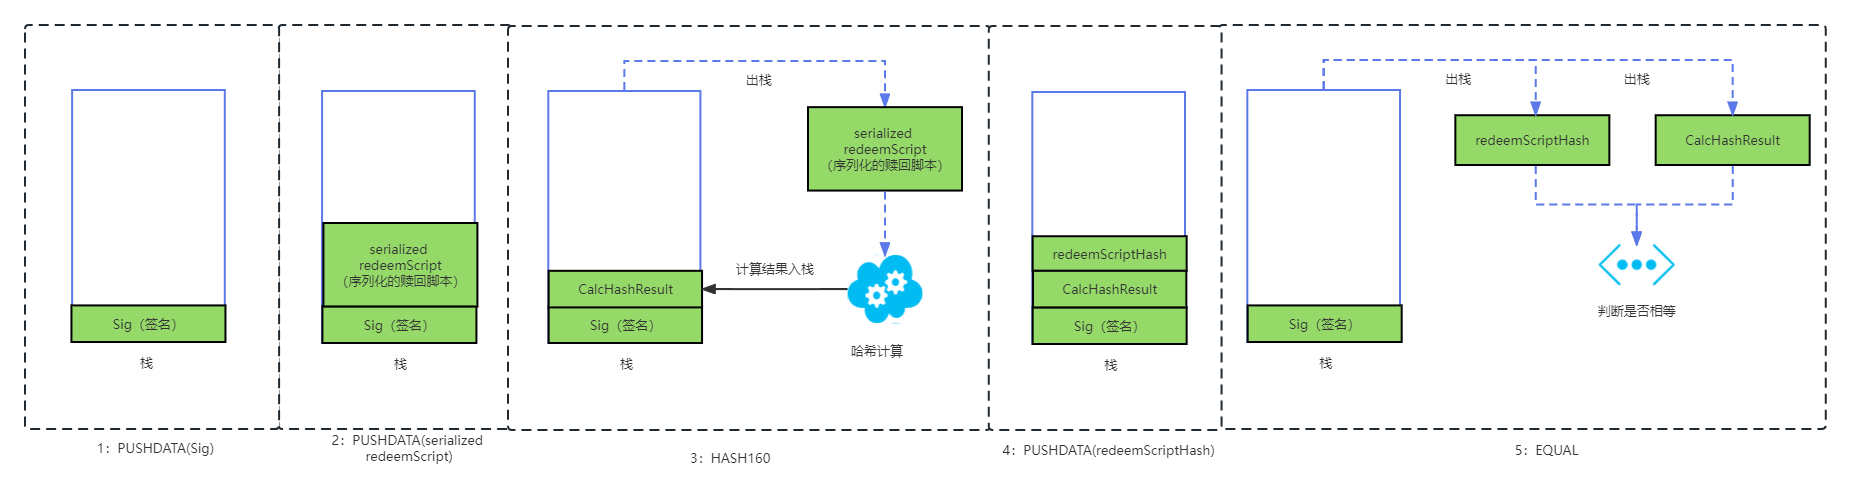 Sig（签名）
栈
1：PUSHDATA(Sig)
serialized
redeemScript
（序列化的赎回脚本）
Sig（签名）
栈
2：PUSHDATA(serialized
redeemScript)
出栈
serialized
redeemScript
（序列化的赎回脚本）
计算结果入栈
CalcHashResult
Sig（签名）
栈
哈希计算
3：HASH160
redeemScriptHash
CalcHashResult
Sig（签名）
栈
4：PUSHDATA(redeemScriptHash)
出栈
出栈
redeemScriptHash
CalcHashResult
判断是否相等
Sig（签名）
栈
5：EQUAL